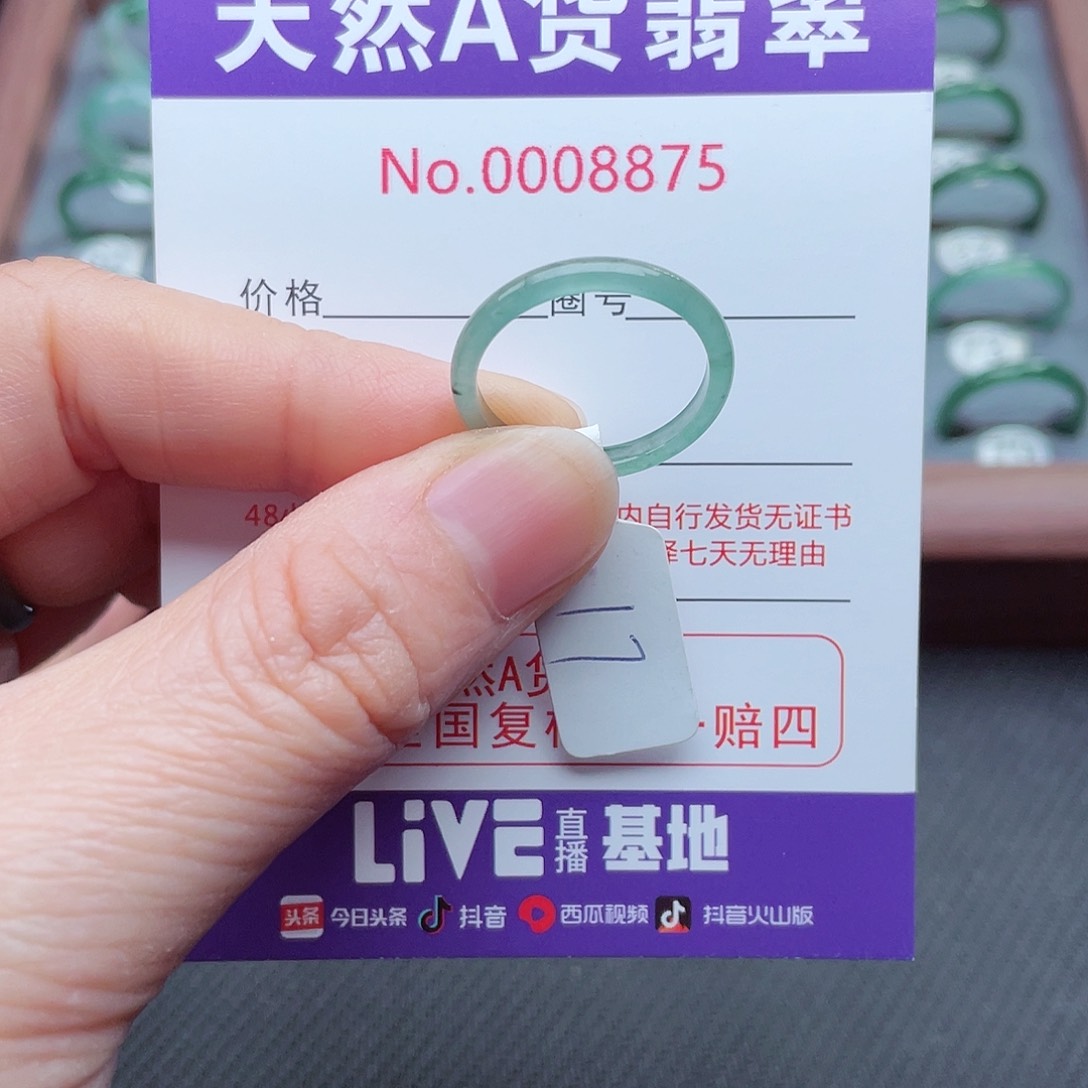 天然A货翡翠
No.0008875
价格 圈号
48 内自行发货无证书
择七天无理由
然A货
国复 赔四
LiVE直播基地
头条 今日头条 抖音 西瓜视频 抖音火山版